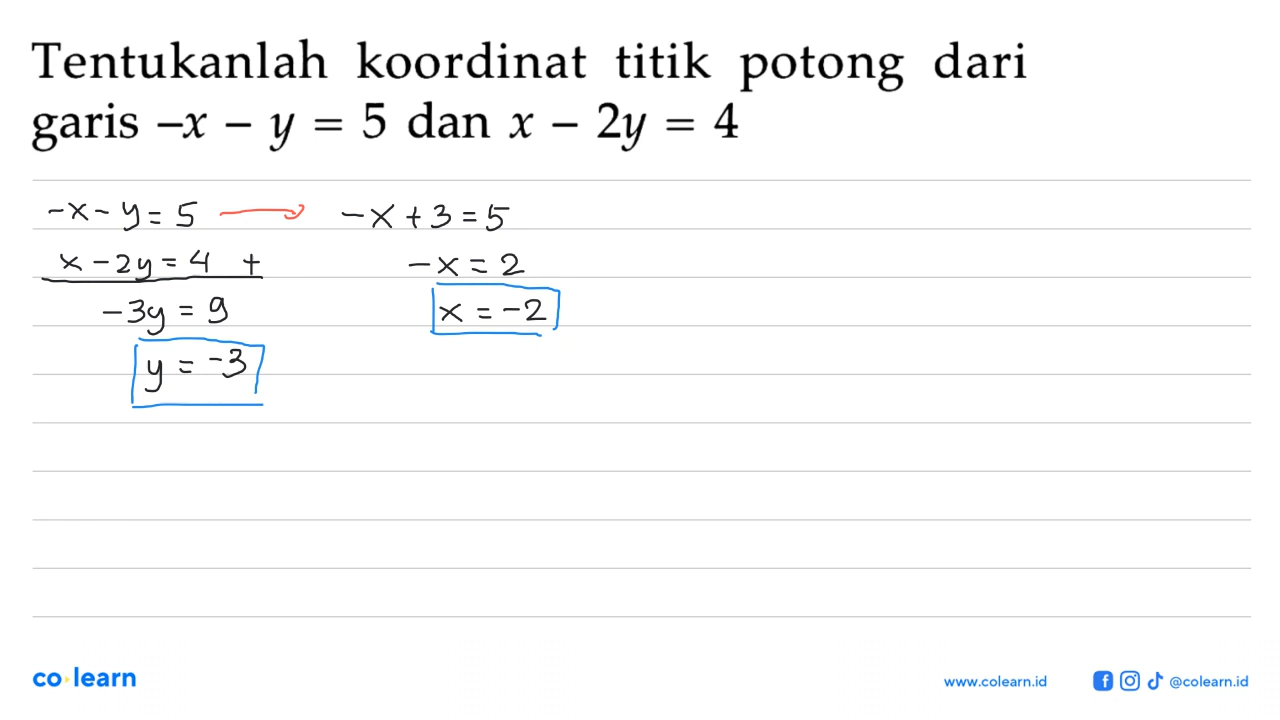 Tentukanlah koordinat titik potong dari
garis –x – y = 5 dan x – 2y = 4
-x - y = 5 → -x + 3 = 5
x - 2y = 4 + -x = 2
-3y = 9 x = -2
y = -3
co learn www.colearn.id @colearn.id